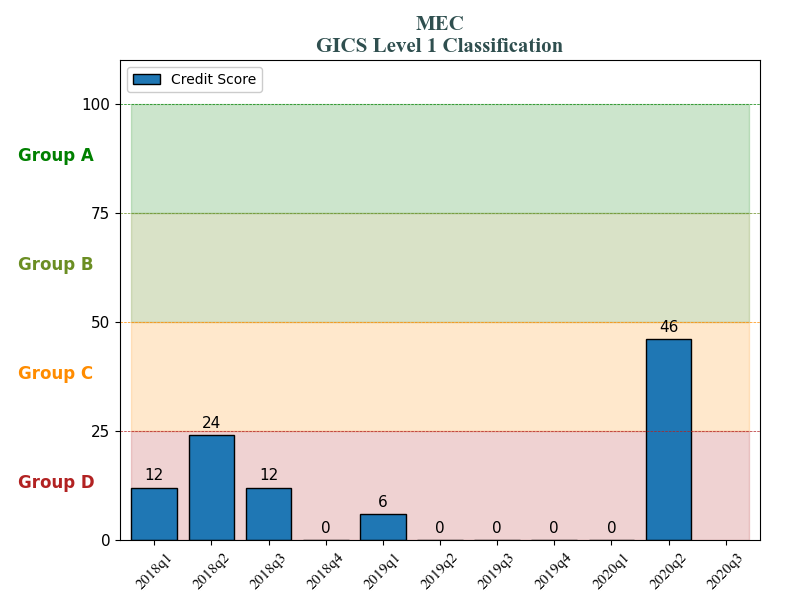 MEC
GICS Level 1 Classification
Credit Score
100
Group A
75
Group B
50
46
Group C
25
24
12
12
Group D
6
0
0
0
0
0
0
2018q1
2018q2
2018q3
2018q4
2019q1
2019q2
2019q3
2019q4
2020q1
2020q2
2020q3